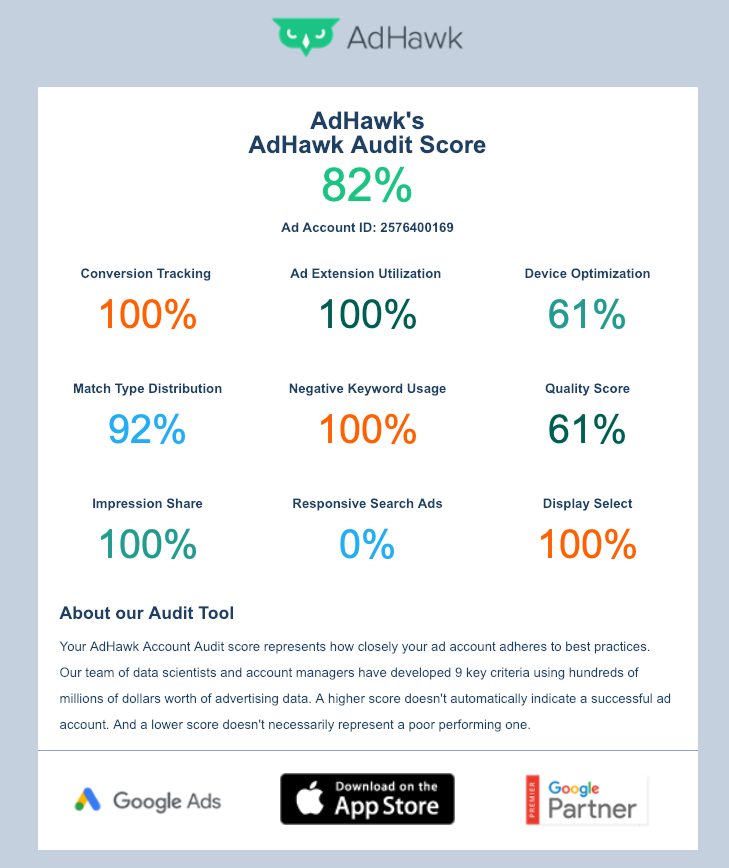 AdHawk
AdHawk's
AdHawk Audit Score
82%
Ad Account ID: 2576400169
Conversion Tracking
100%
Ad Extension Utilization
100%
Device Optimization
61%
Match Type Distribution
92%
Negative Keyword Usage
100%
Quality Score
61%
Impression Share
100%
Responsive Search Ads
0%
Display Select
100%
About our Audit Tool
Your AdHawk Account Audit score represents how closely your ad account adheres to best practices.
Our team of data scientists and account managers have developed 9 key criteria using hundreds of
millions of dollars worth of advertising data. A higher score doesn't automatically indicate a successful ad
account. And a lower score doesn't necessarily represent a poor performing one.
Google Ads
Download on the
App Store
PREMIER
Google
Partner